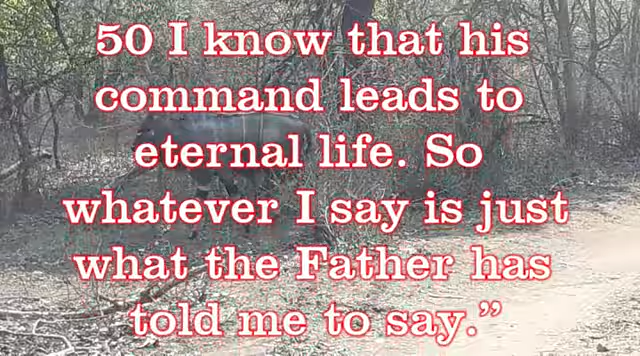 50 I know that his
command leads to
eternal life. So
whatever I say is just
what the Father has
told me to say.”